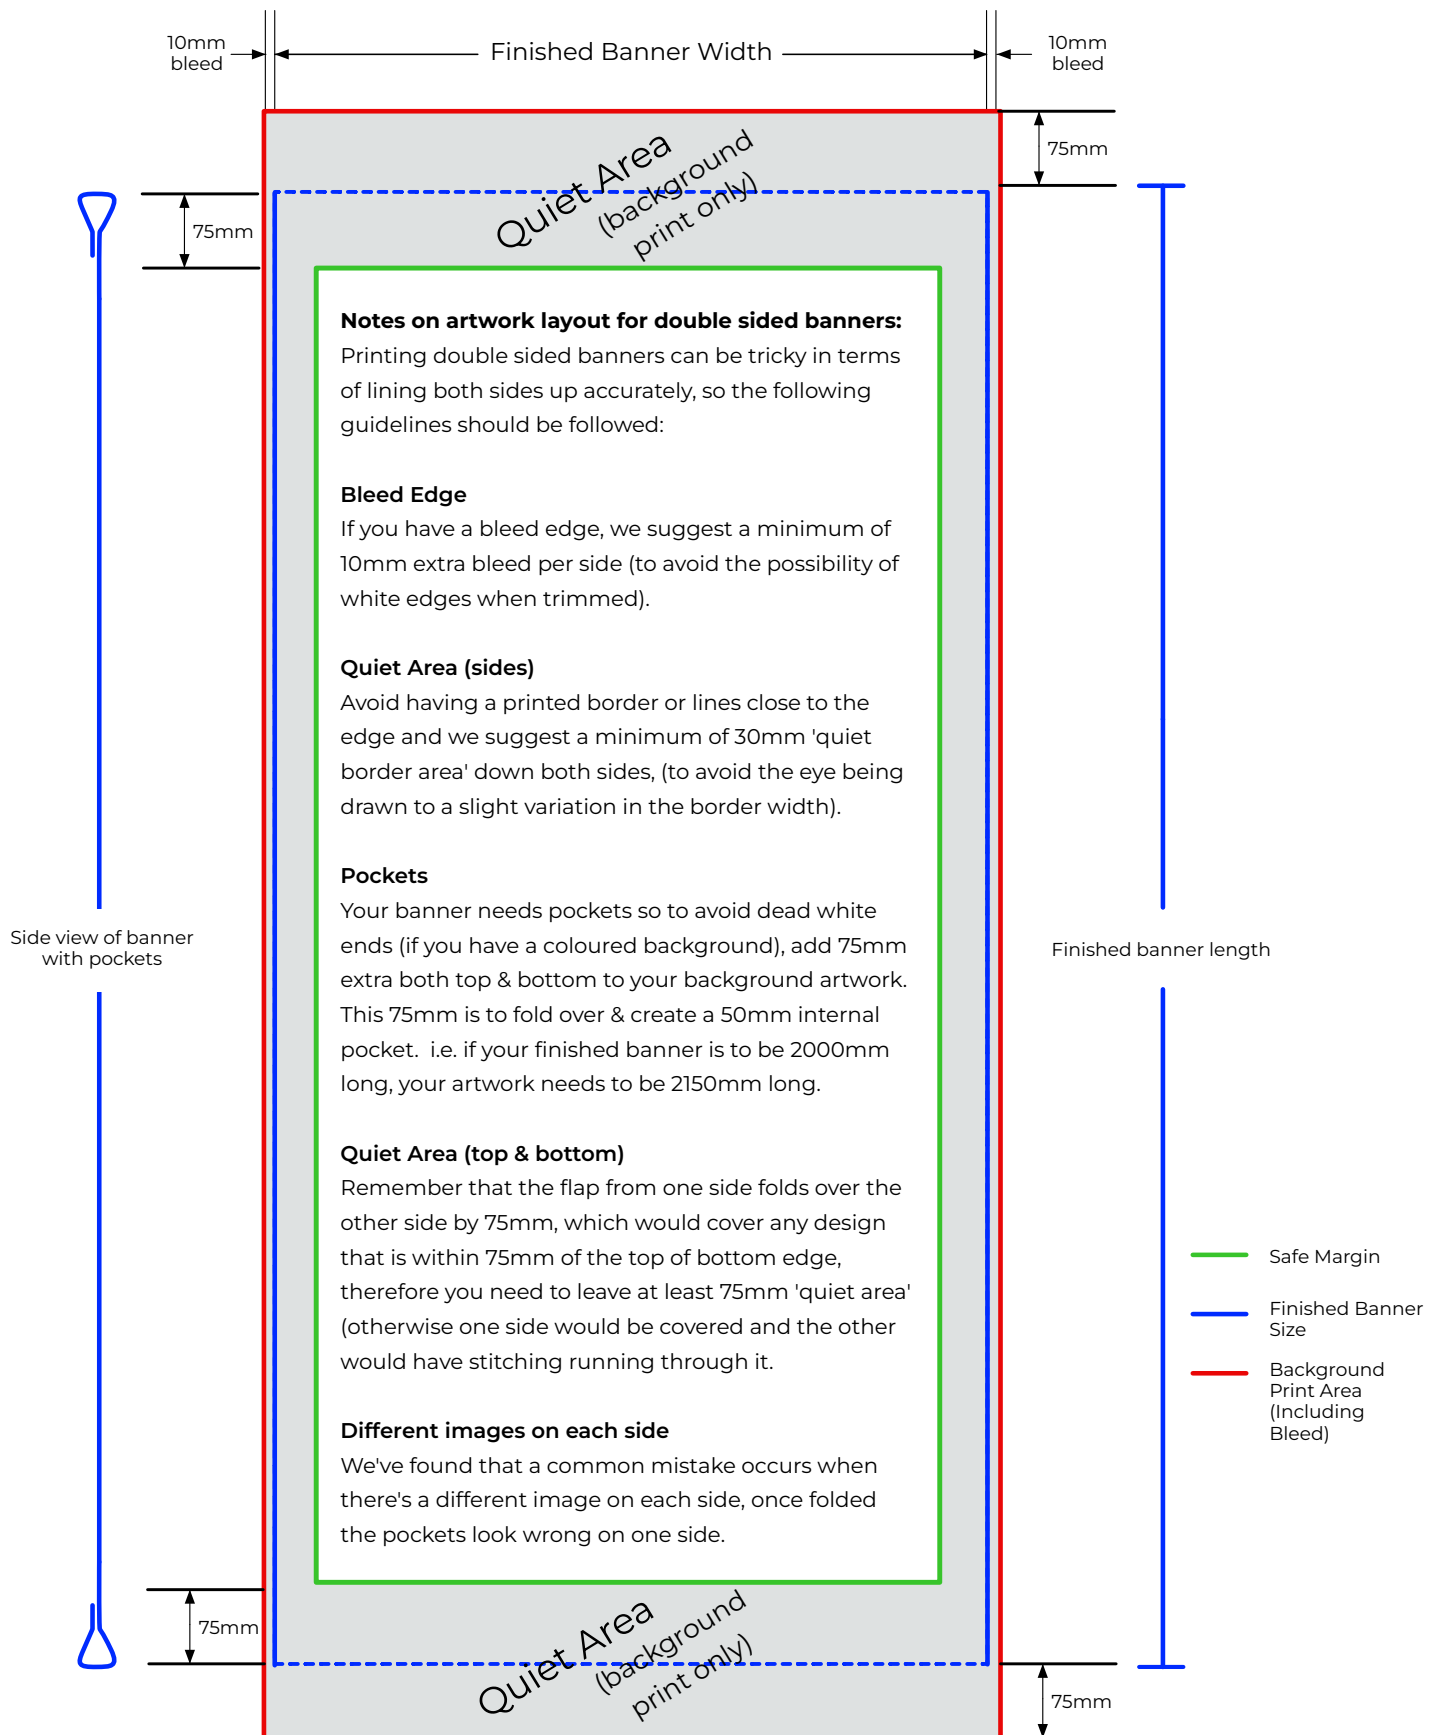 10mm
bleed
Finished Banner Width
10mm
bleed
Quiet Area
(background
print only)
75mm
75mm
Notes on artwork layout for double sided banners:
Printing double sided banners can be tricky in terms
of lining both sides up accurately, so the following
guidelines should be followed:
Bleed Edge
If you have a bleed edge, we suggest a minimum of
10mm extra bleed per side (to avoid the possibility of
white edges when trimmed).
Quiet Area (sides)
Avoid having a printed border or lines close to the
edge and we suggest a minimum of 30mm 'quiet
border area' down both sides, (to avoid the eye being
drawn to a slight variation in the border width).
Pockets
Your banner needs pockets so to avoid dead white
ends (if you have a coloured background), add 75mm
extra both top & bottom to your background artwork.
This 75mm is to fold over & create a 50mm internal
pocket.  i.e. if your finished banner is to be 2000mm
long, your artwork needs to be 2150mm long.
Quiet Area (top & bottom)
Remember that the flap from one side folds over the
other side by 75mm, which would cover any design
that is within 75mm of the top of bottom edge,
therefore you need to leave at least 75mm 'quiet area'
(otherwise one side would be covered and the other
would have stitching running through it.
Different images on each side
We've found that a common mistake occurs when
there's a different image on each side, once folded
the pockets look wrong on one side.
Side view of banner
with pockets
Finished banner length
Safe Margin
Finished Banner
Size
Background
Print Area
(Including
Bleed)
75mm
Quiet Area
(background
print only)
75mm